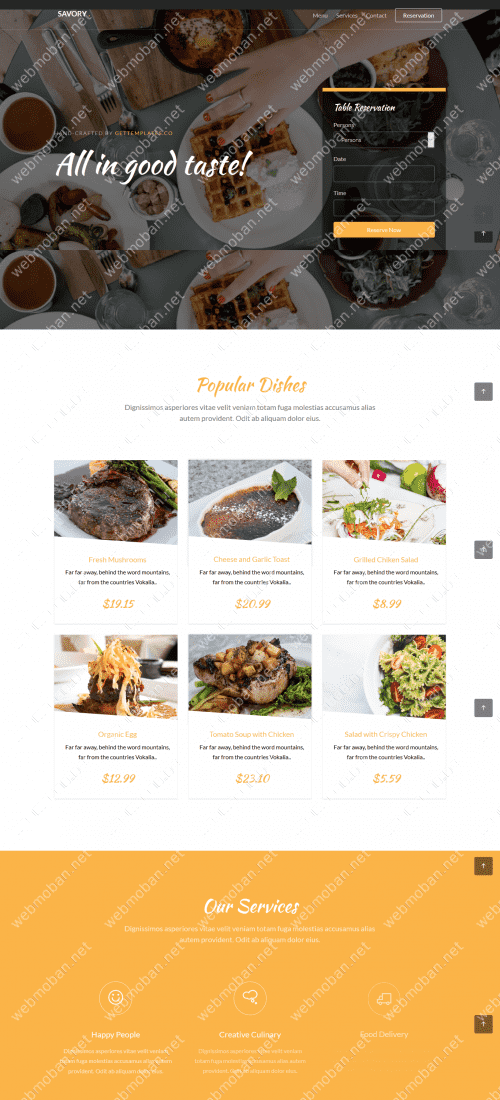 SAVORY
Menu Services Contact Reservation
HAND-CRAFTED BY GETTEMPLATES.CO
All in good taste!
Table Reservation
Persons
Persons
Date
Time
Reserve Now
Popular Dishes
Dignissimos asperiores vitae velit veniam totam fuga molestias accusamus alias
autem provident. Odit ab aliquam dolor eius.
Fresh Mushrooms
Far far away, behind the word mountains,
far from the countries Vokalia..
$19.15
Cheese and Garlic Toast
Far far away, behind the word mountains,
far from the countries Vokalia..
$20.99
Grilled Chiken Salad
Far far away, behind the word mountains,
far from the countries Vokalia..
$8.99
Organic Egg
Far far away, behind the word mountains,
far from the countries Vokalia..
$12.99
Tomato Soup with Chicken
Far far away, behind the word mountains,
far from the countries Vokalia..
$23.10
Salad with Crispy Chicken
Far far away, behind the word mountains,
far from the countries Vokalia..
$5.59
Our Services
Dignissimos asperiores vitae velit veniam totam fuga molestias accusamus alias
autem provident. Odit ab aliquam dolor eius.
Happy People
Dignissimos asperiores vitae velit veniam
totam fuga molestias accusamus alias autem
provident. Odit ab aliquam dolor eius.
Creative Culinary
Dignissimos asperiores vitae velit veniam
totam fuga molestias accusamus alias autem
provident. Odit ab aliquam dolor eius.
Food Delivery
webmoban.net